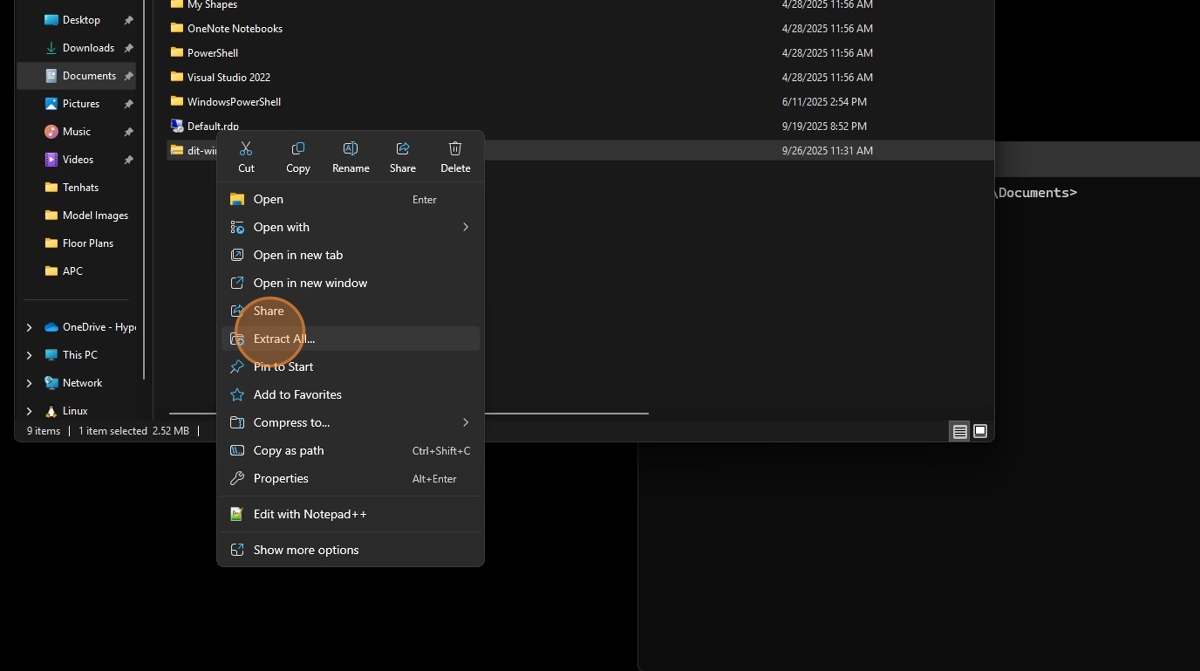 Desktop
Downloads
Documents
Pictures
Music
Videos
Tenhats
Model Images
Floor Plans
APC
OneDrive - Hype
This PC
Network
Linux
9 items | 1 item selected 2.52 MB |
My Shapes 4/28/2025 11:56 AM
OneNote Notebooks 4/28/2025 11:56 AM
PowerShell 4/28/2025 11:56 AM
Visual Studio 2022 4/28/2025 11:56 AM
WindowsPowerShell 6/11/2025 2:54 PM
Default.rdp 9/19/2025 8:52 PM
dit-win 9/26/2025 11:31 AM
Cut Copy Rename Share Delete
Open Enter
Open with
Open in new tab
Open in new window
Share
Extract All...
Pin to Start
Add to Favorites
Compress to...
Copy as path Ctrl+Shift+C
Properties Alt+Enter
Edit with Notepad++
Show more options
\Documents>